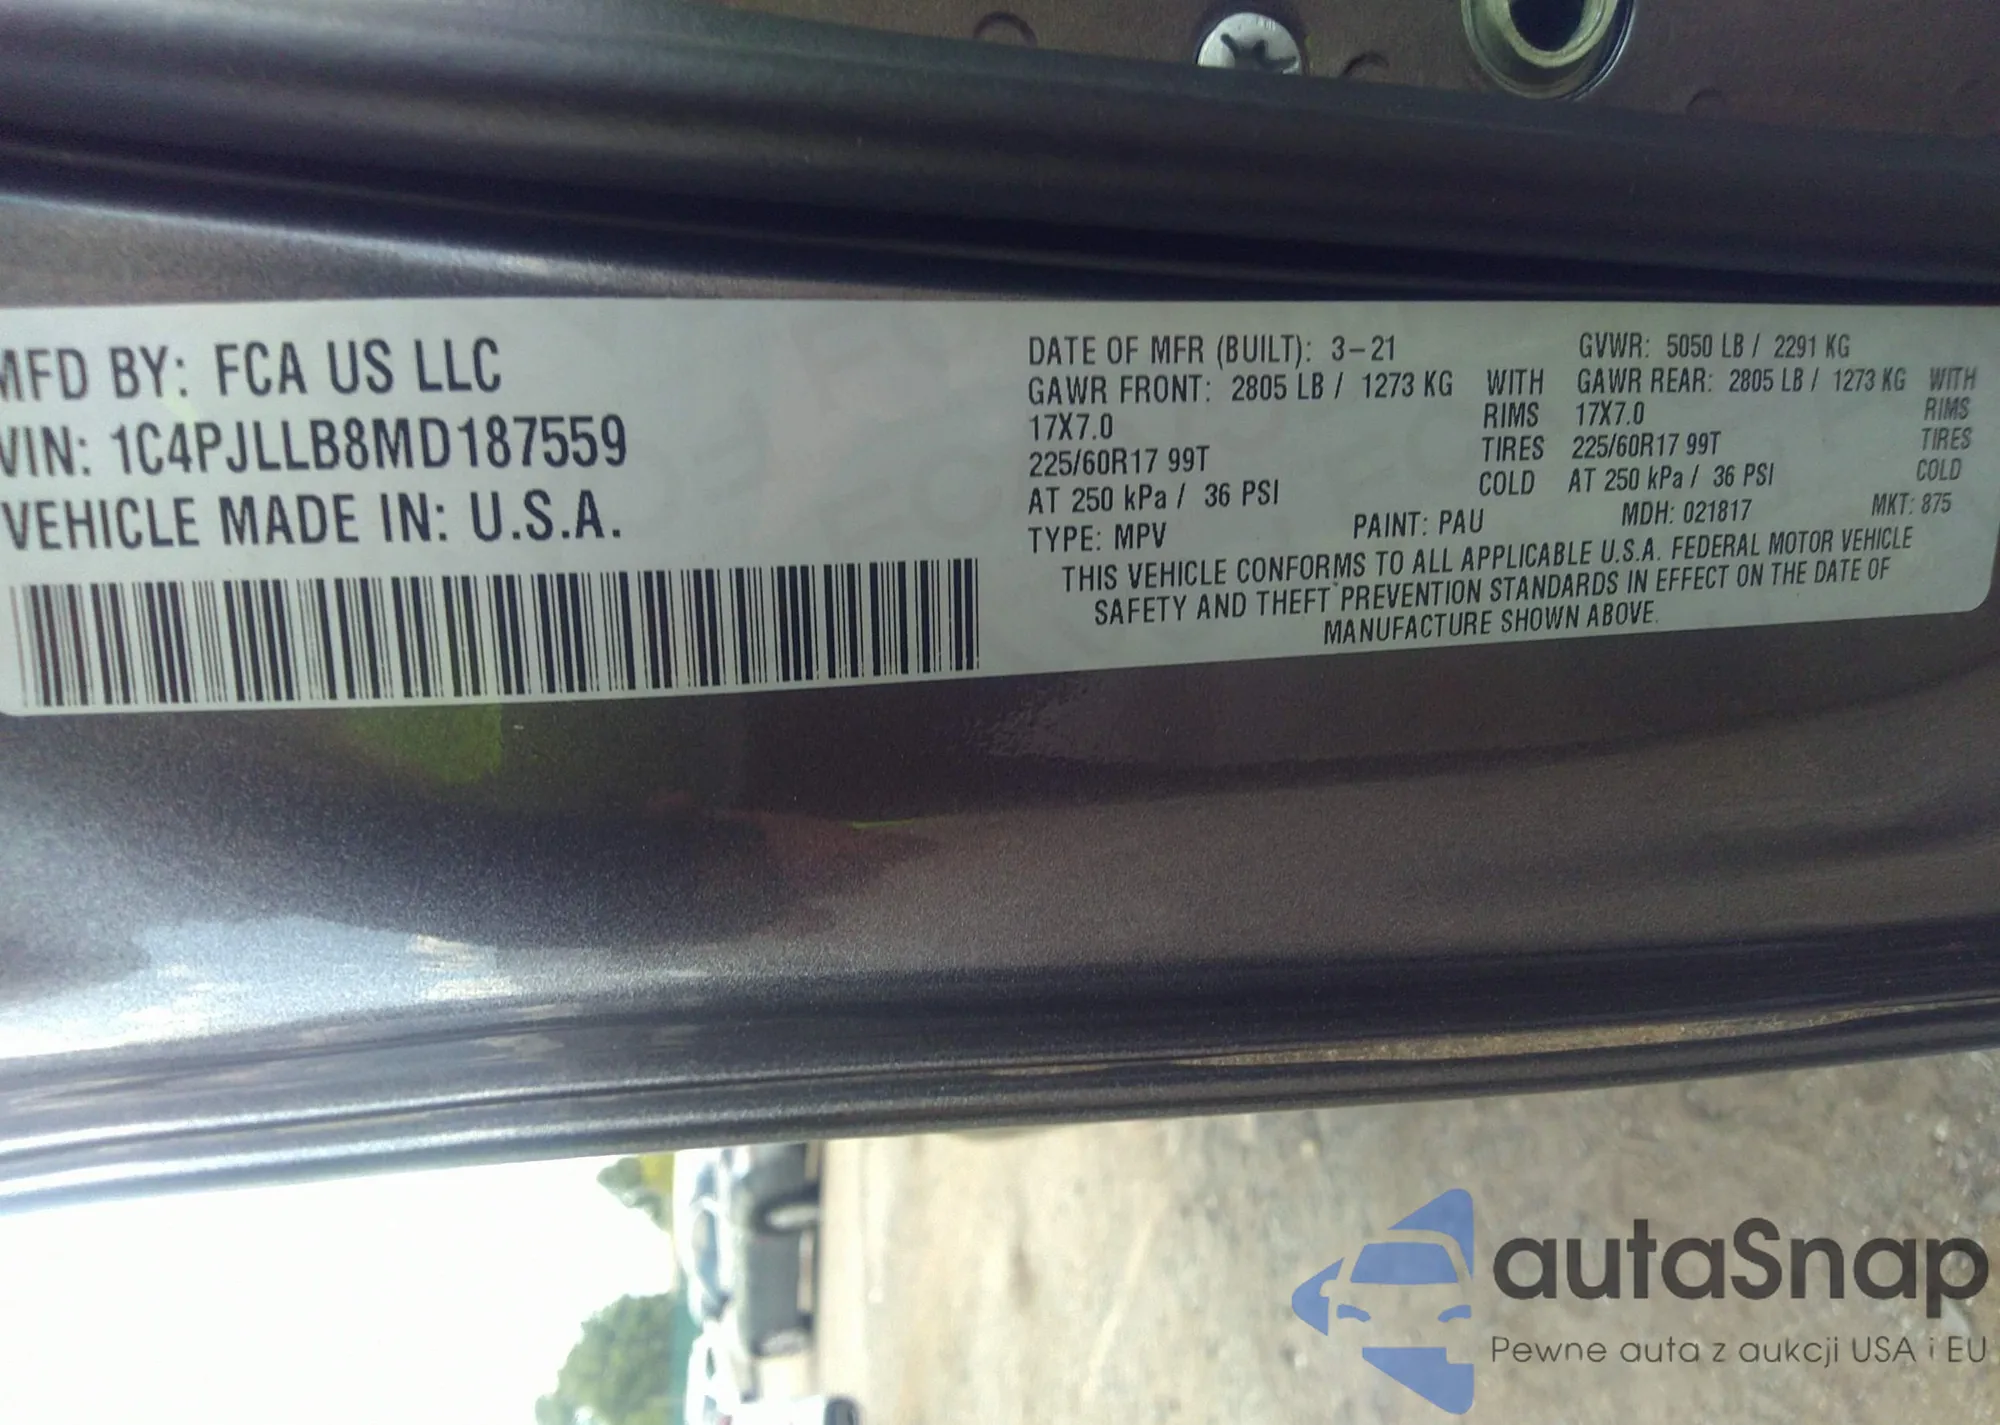 MFD BY: FCA US LLC
VIN: 1C4PJLLB8MD187559
VEHICLE MADE IN: U.S.A.
DATE OF MFR (BUILT): 3-21 GVWR: 5050 LB / 2291 KG
GAWR FRONT: 2805 LB / 1273 KG WITH GAWR REAR: 2805 LB / 1273 KG WITH
17X7.0 RIMS 17X7.0 RIMS
225/60R17 99T TIRES 225/60R17 99T TIRES
AT 250 kPa / 36 PSI COLD AT 250 kPa / 36 PSI COLD
TYPE: MPV PAINT: PAU MDH: 021817 MKT: 875
THIS VEHICLE CONFORMS TO ALL APPLICABLE U.S.A. FEDERAL MOTOR VEHICLE
SAFETY AND THEFT PREVENTION STANDARDS IN EFFECT ON THE DATE OF
MANUFACTURE SHOWN ABOVE.
autaSnap
Pewne auta z aukcji USA i EU